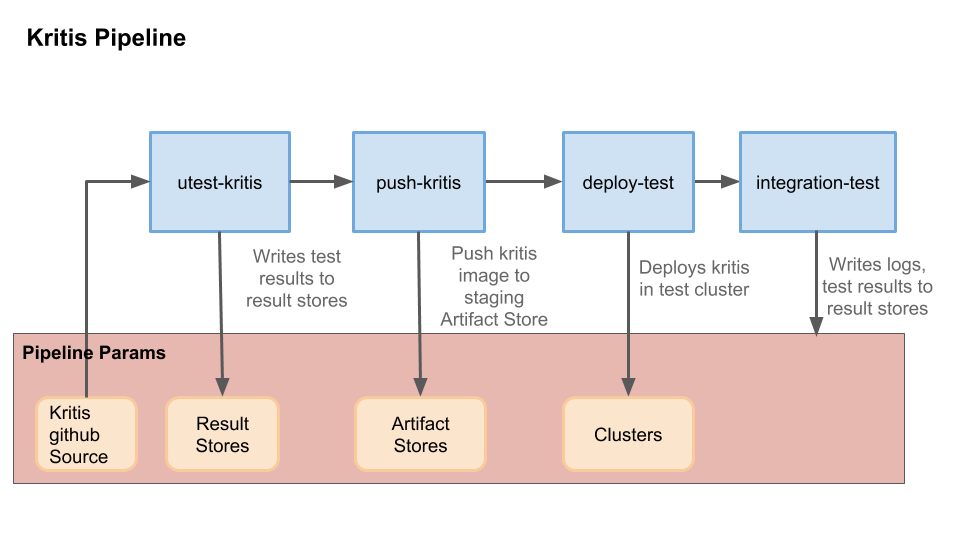 Kritis Pipeline
utest-kritis
push-kritis
deploy-test
integration-test
Writes test
results to
result stores
Push kritis
image to
staging
Artifact Store
Deploys kritis
in test cluster
Writes logs,
test results to
result stores
Pipeline Params
Kritis
github
Source
Result
Stores
Artifact
Stores
Clusters